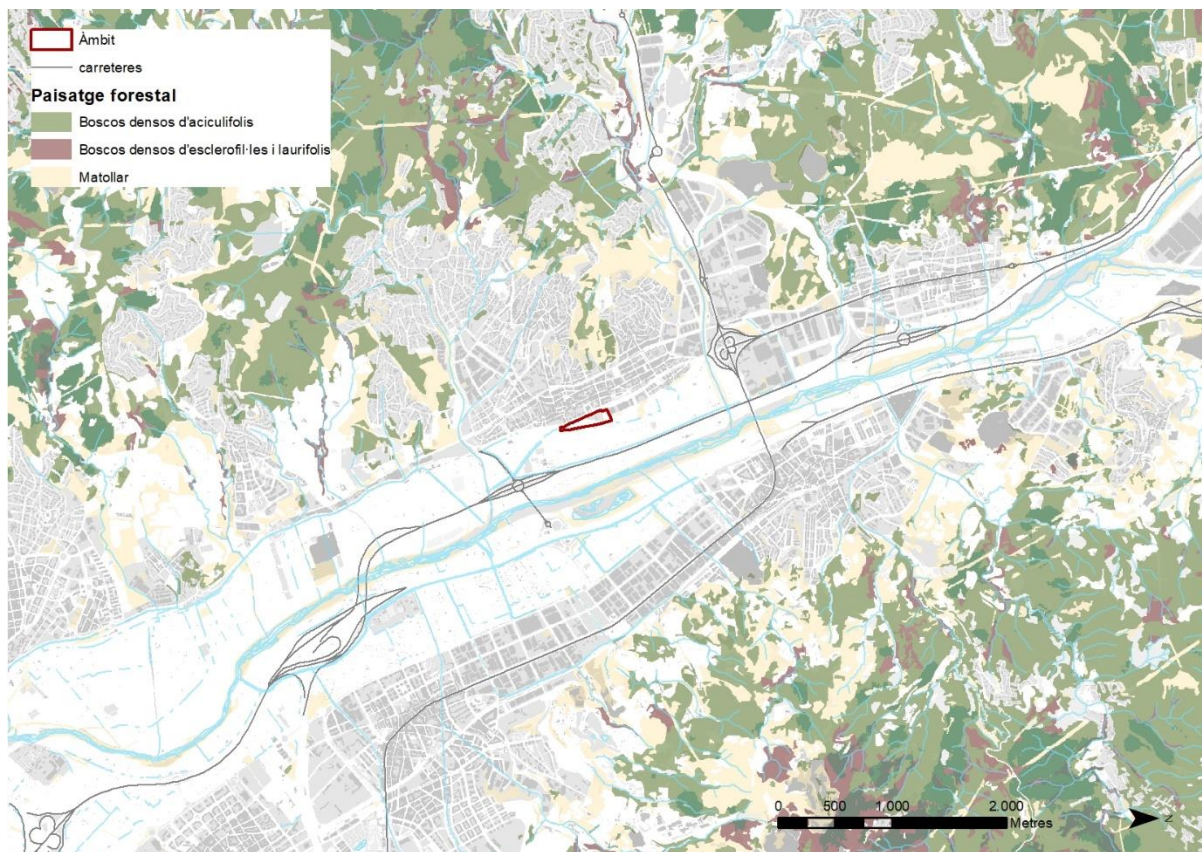 Àmbit
carreteres
Paisatge forestal
Boscos densos d'aciculifolis
Boscos densos d'esclerofil·les i laurifolis
Matollar
0 500 1.000 2.000
Metres
N